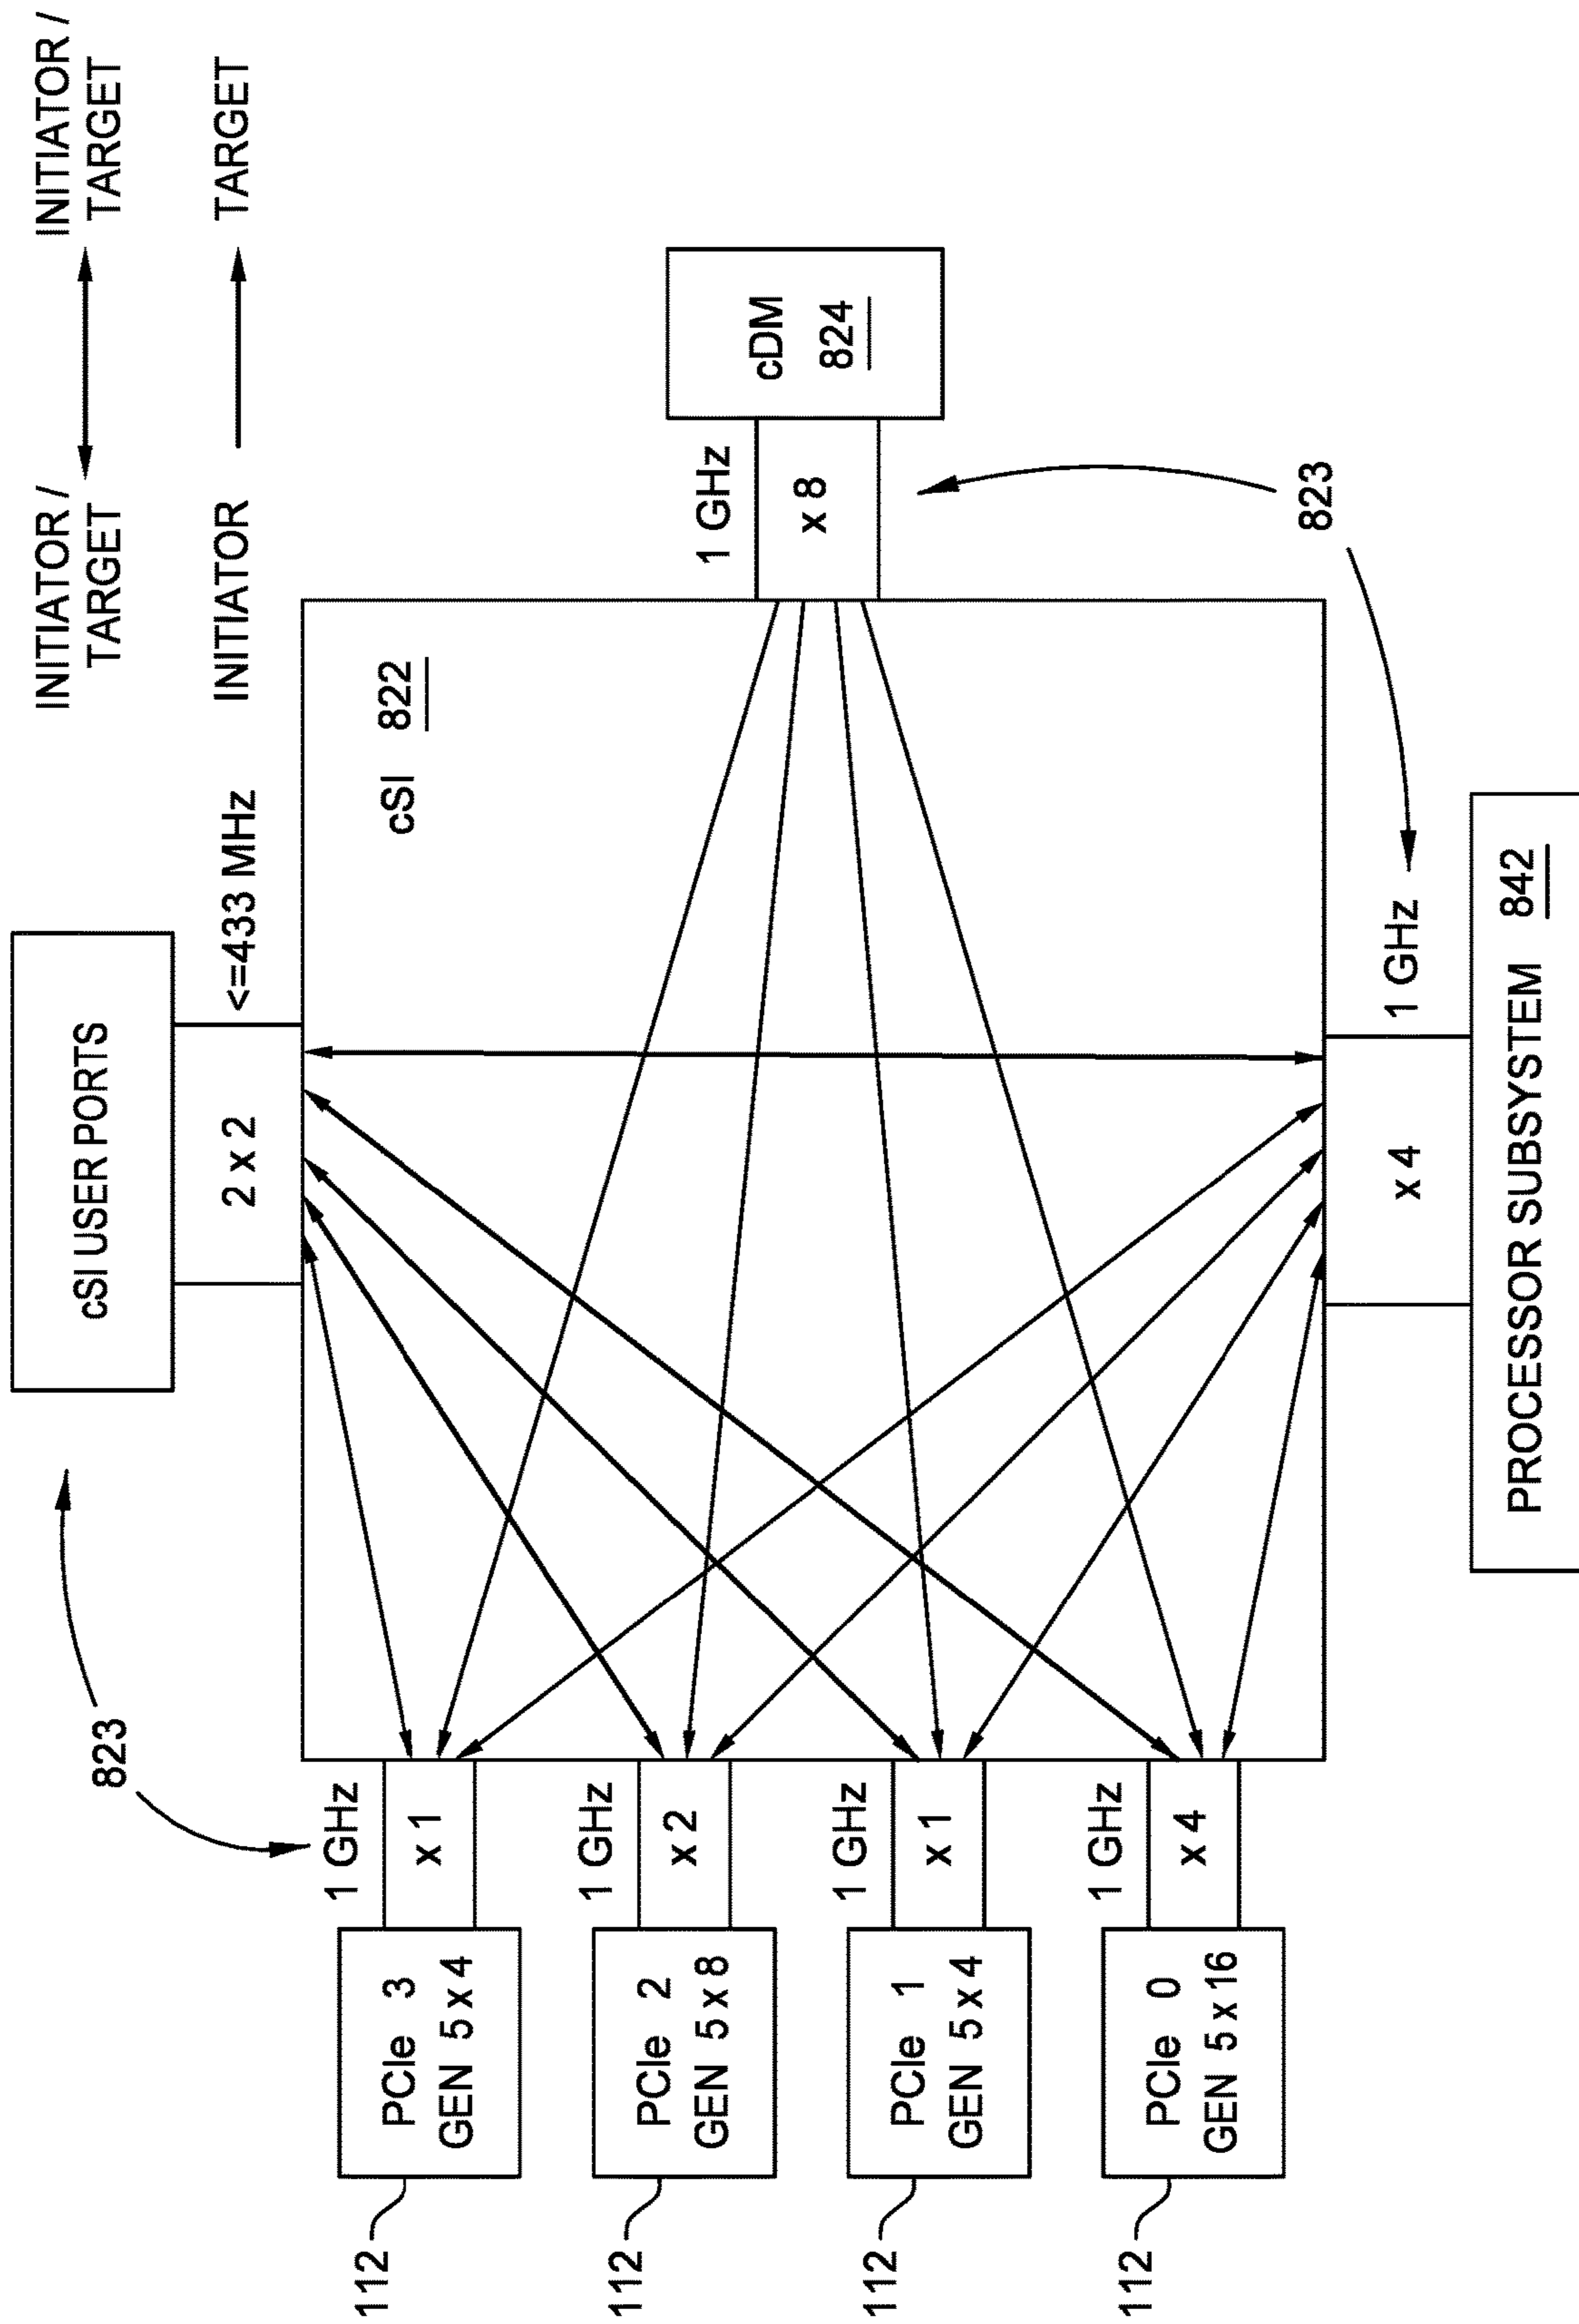 INITIATOR /
TARGET
INITIATOR /
TARGET
INITIATOR
TARGET
cSI USER PORTS
2 x 2
<=433 MHz
823
cSI 822
1 GHz
x 8
cDM
824
823
PCIe 3
GEN 5 x 4
1 GHz
x 1
112
PCIe 2
GEN 5 x 8
1 GHz
x 2
112
PCIe 1
GEN 5 x 4
1 GHz
x 1
112
PCIe 0
GEN 5 x 16
1 GHz
x 4
112
x 4
1 GHz
PROCESSOR SUBSYSTEM 842